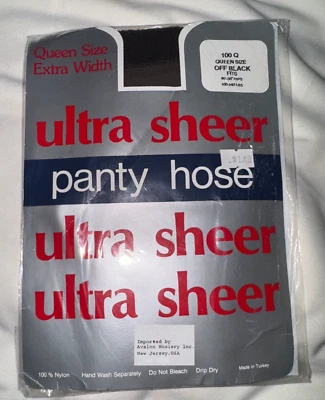 Queen Size
Extra Width
100 Q
QUEEN SIZE
OFF BLACK
FITS
ultra sheer
panty hose
ultra sheer
ultra sheer
Imported by
Avalon Hosiery Inc.
New Jersey,USA
100 % Nylon Hand Wash Separately Do Not Bleach Drip Dry Made in Turkey